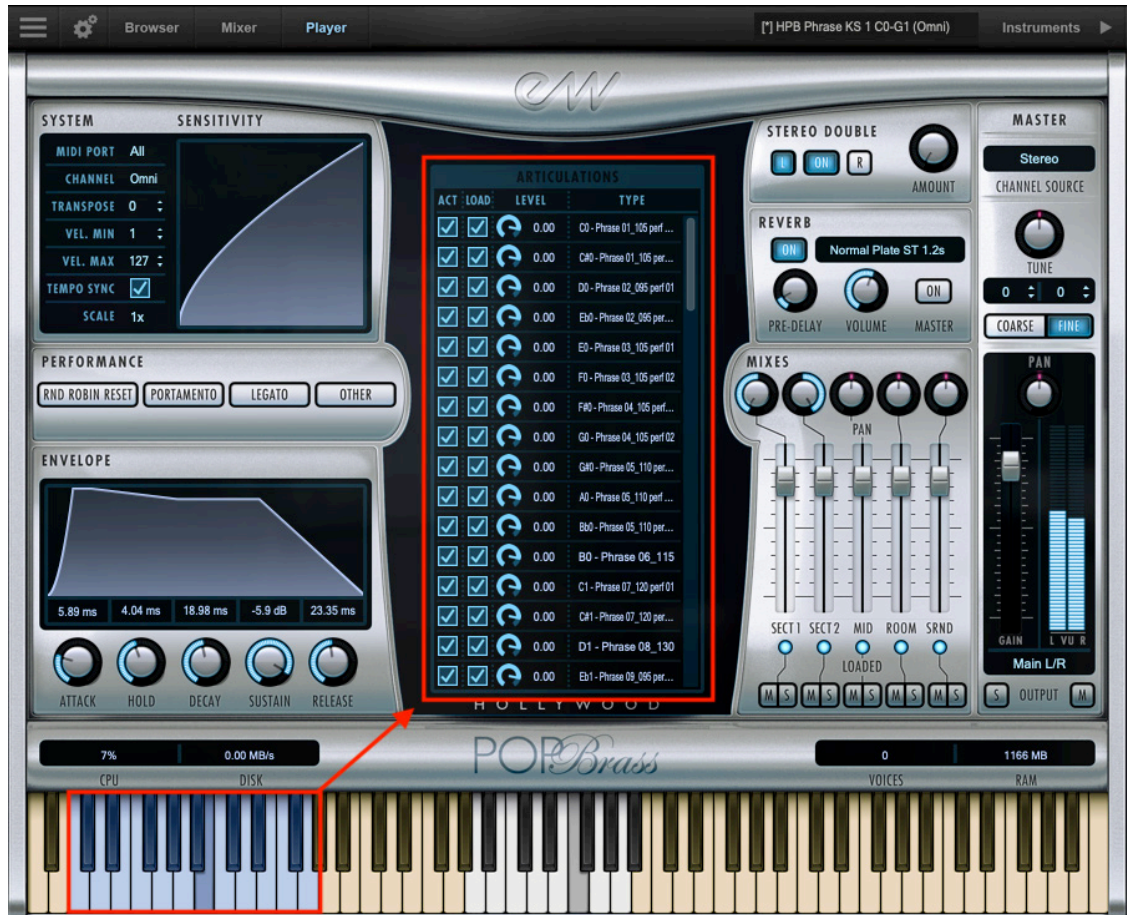 Browser Mixer Player [*] HPB Phrase KS 1 C0-G1 (Omni) Instruments
ew
SYSTEM SENSITIVITY
MIDI PORT All
CHANNEL Omni
TRANSPOSE 0
VEL. MIN 1
VEL. MAX 127
TEMPO SYNC
SCALE 1x
PERFORMANCE
RND ROBIN RESET PORTAMENTO LEGATO OTHER
ENVELOPE
5.89 ms 4.04 ms 18.98 ms -5.9 dB 23.35 ms
ATTACK HOLD DECAY SUSTAIN RELEASE
ARTICULATIONS
ACT LOAD LEVEL TYPE
0.00 C0 - Phrase 01_105 perf ...
0.00 C#0 - Phrase 01_105 per...
0.00 D0 - Phrase 02_095 perf 01
0.00 Eb0 - Phrase 02_095 per...
0.00 E0 - Phrase 03_105 perf 01
0.00 F0 - Phrase 03_105 perf 02
0.00 F#0 - Phrase 04_105 perf...
0.00 G0 - Phrase 04_105 perf 02
0.00 G#0 - Phrase 05_110 per...
0.00 A0 - Phrase 05_110 perf ...
0.00 Bb0 - Phrase 05_110 per...
0.00 B0 - Phrase 06_115
0.00 C1 - Phrase 07_120 perf 01
0.00 C#1 - Phrase 07_120 per...
0.00 D1 - Phrase 08_130
0.00 Eb1 - Phrase 09_095 per...
HOLLYWOOD
POP Brass
STEREO DOUBLE
L ON R
AMOUNT
REVERB
ON Normal Plate ST 1.2s
ON
PRE-DELAY VOLUME MASTER
MIXES
PAN
SECT 1 SECT 2 MID ROOM SRND
LOADED
M S M S M S M S M S
MASTER
Stereo
CHANNEL SOURCE
TUNE
0 0
COARSE FINE
PAN
GAIN L VU R
Main L/R
S OUTPUT M
7% 0.00 MB/s
CPU DISK
0 1166 MB
VOICES RAM